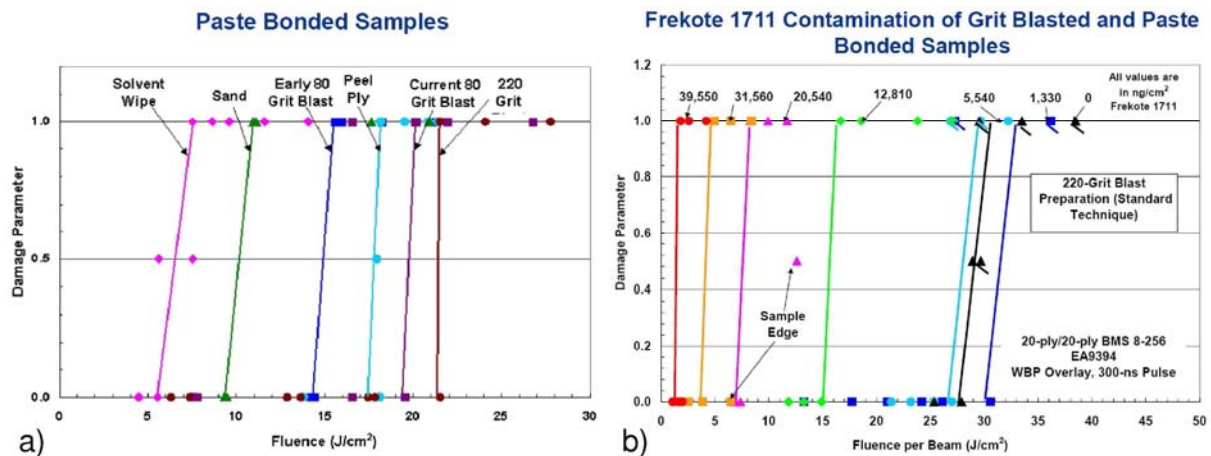 Paste Bonded Samples
Solvent
Wipe
Sand
Early 80
Grit Blast
Peel
Ply
Current 80
Grit Blast
220
Grit
1.0
0.5
0.0
Damage Parameter
0
5
10
15
20
25
30
Fluence (J/cm²)
a)
Frekote 1711 Contamination of Grit Blasted and Paste
Bonded Samples
1.2
1.0
0.8
0.6
0.4
0.2
0.0
Damage Parameter
39,550
31,560
20,540
12,810
5,540
1,330
0
All values are
in ng/cm²
Frekote 1711
220-Grit Blast
Preparation (Standard
Technique)
Sample
Edge
20-ply/20-ply BMS 8-256
EA9394
WBP Overlay, 300-ns Pulse
0
5
10
15
20
25
30
35
40
45
50
Fluence per Beam (J/cm²)
b)